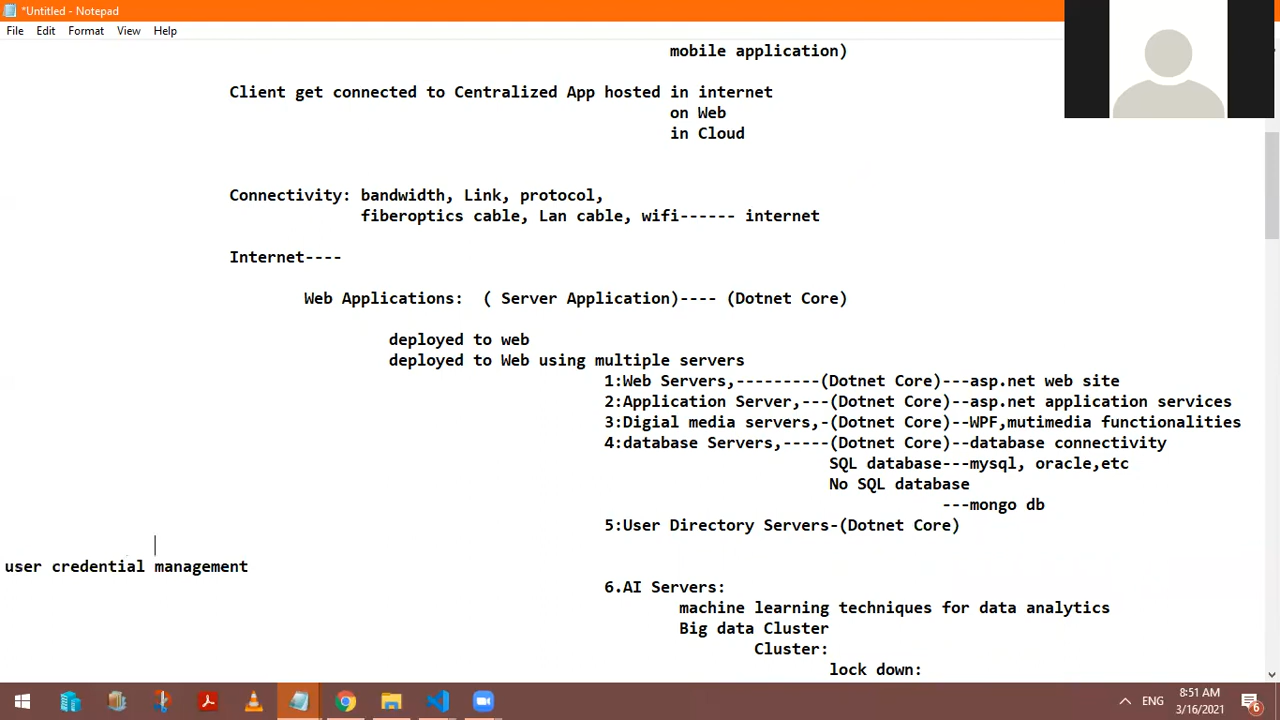 *Untitled - Notepad
File Edit Format View Help
mobile application)
Client get connected to Centralized App hosted in internet
on Web
in Cloud
Connectivity: bandwidth, Link, protocol,
fiberoptics cable, Lan cable, wifi------ internet
Internet----
Web Applications: ( Server Application)---- (Dotnet Core)
deployed to web
deployed to Web using multiple servers
1:Web Servers,---------(Dotnet Core)---asp.net web site
2:Application Server,---(Dotnet Core)--asp.net application services
3:Digial media servers,-(Dotnet Core)--WPF,mutimedia functionalities
4:database Servers,-----(Dotnet Core)--database connectivity
SQL database---mysql, oracle,etc
No SQL database
---mongo db
5:User Directory Servers-(Dotnet Core)
user credential management
6.AI Servers:
machine learning techniques for data analytics
Big data Cluster
Cluster:
lock down:
ENG
8:51 AM
3/16/2021
6